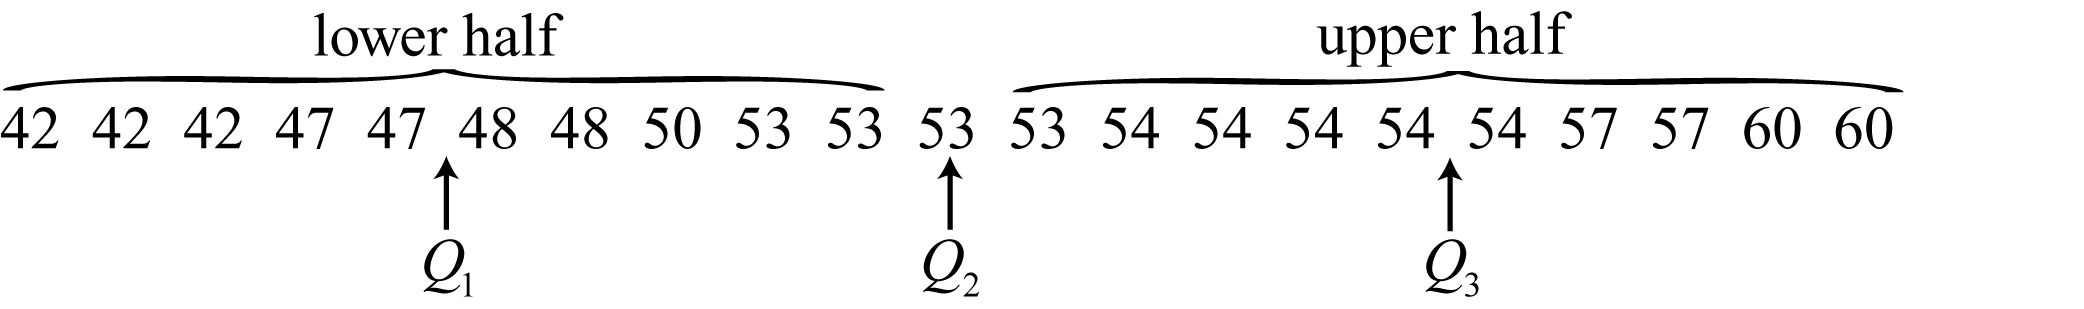 lower half upper half
42 42 42 47 47 48 48 50 53 53 53 53 54 54 54 54 54 57 57 60 60
Q₁ Q₂ Q₃